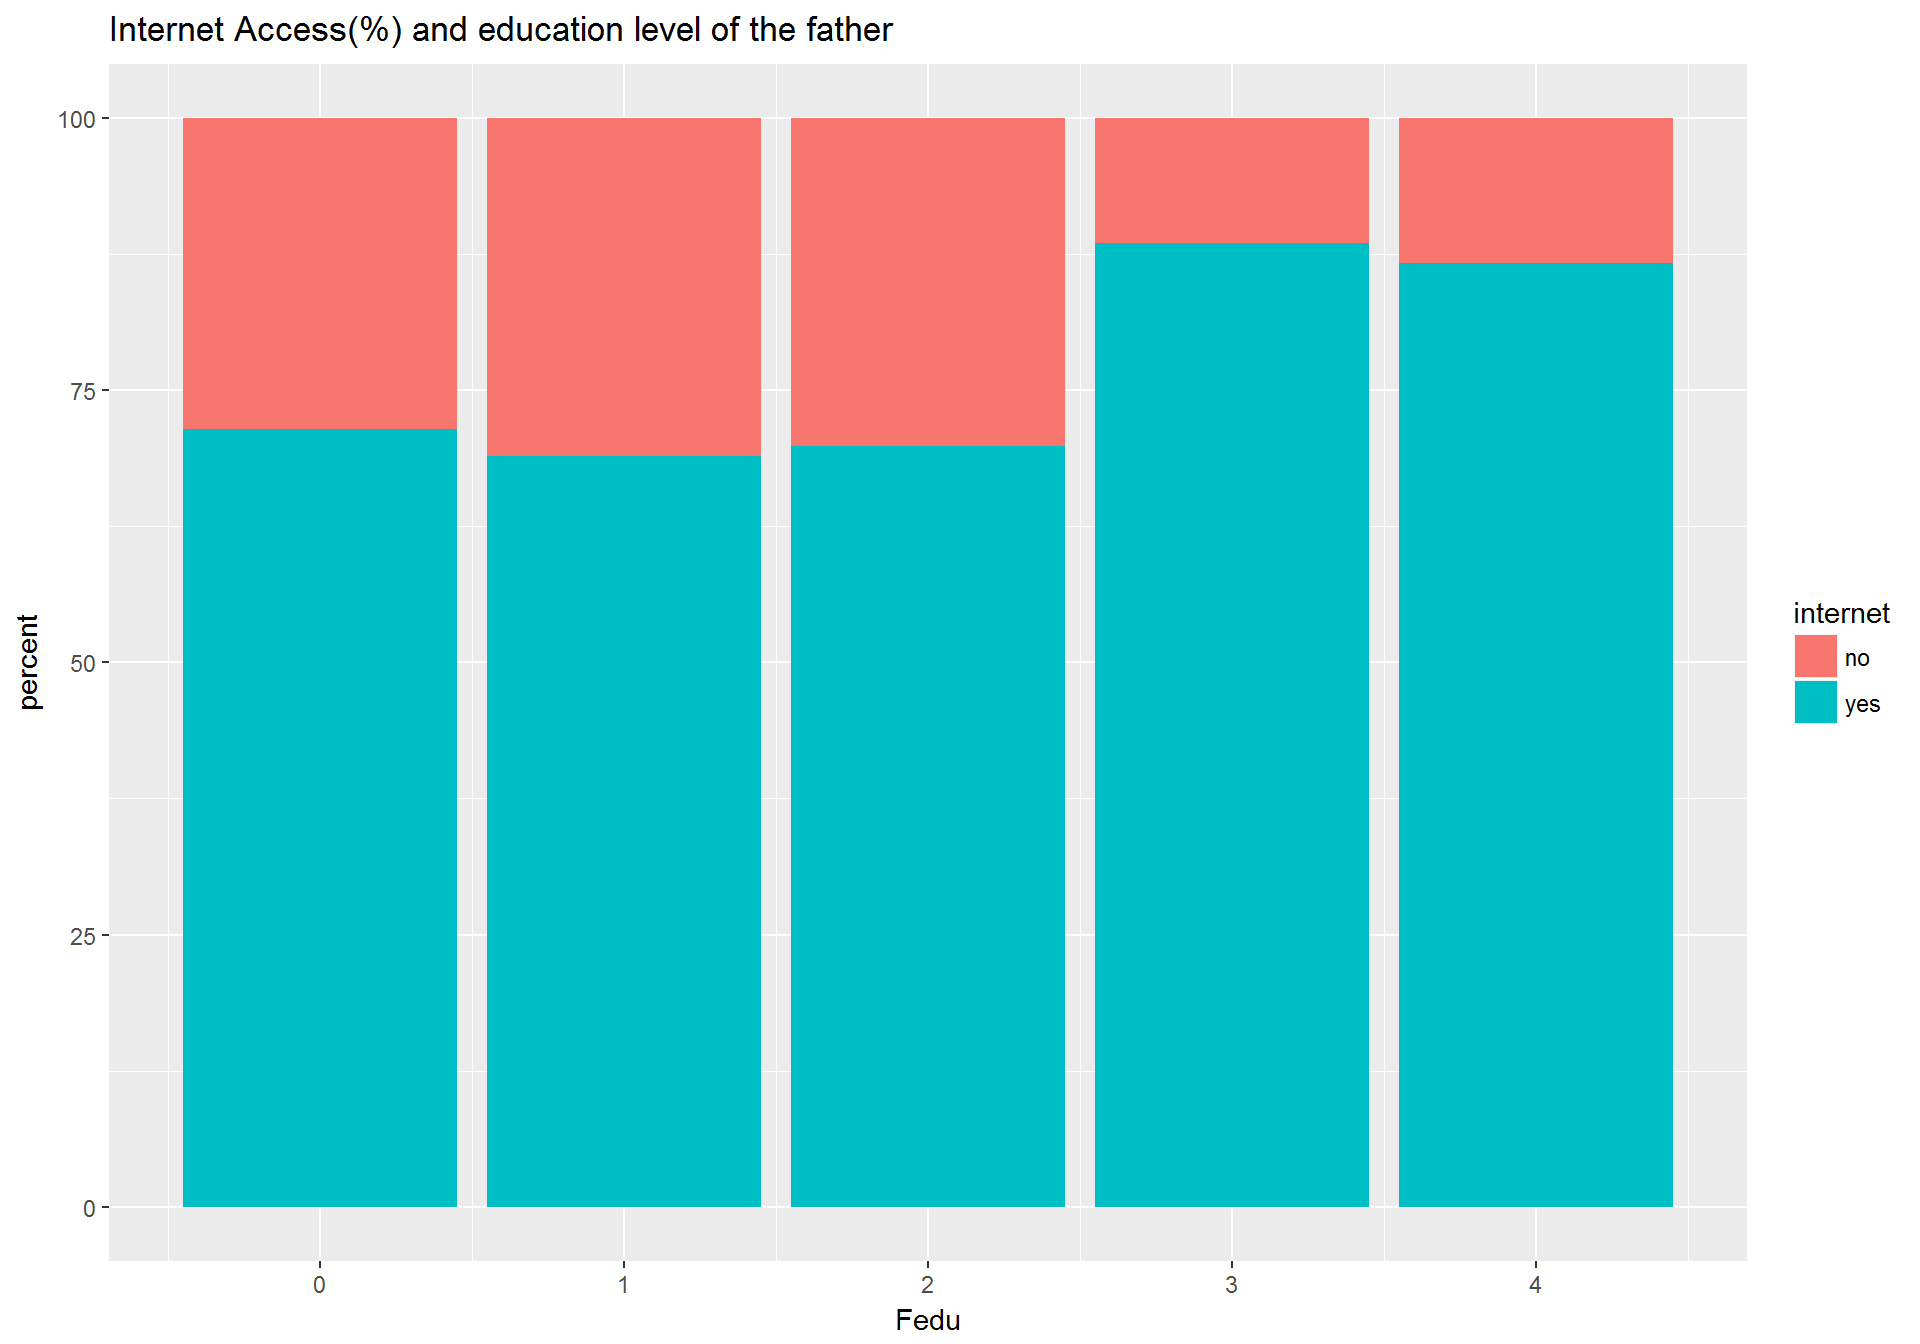 Internet Access(%) and education level of the father
100
75
50
25
0
percent
0 1 2 3 4
Fedu
internet
no
yes